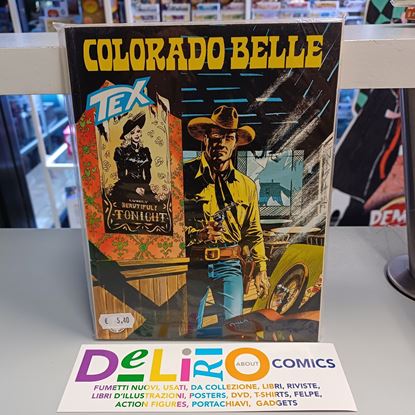 COLORADO BELLE
TEX
BEAUTIFUL!
TONIGHT
€ 5,40
DeLiRiO
ABOUT
COMICS
FUMETTI NUOVI, USATI, DA COLLEZIONE, LIBRI, RIVISTE,
LIBRI D'ILLUSTRAZIONI, POSTERS, DVD, T-SHIRTS, FELPE,
ACTION FIGURES, PORTACHIAVI, GADGETS